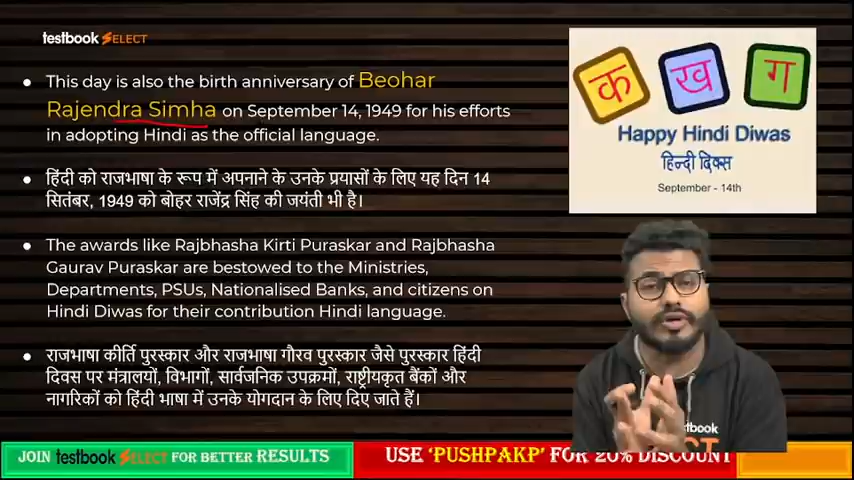 testbook SELECT
This day is also the birth anniversary of Beohar
Rajendra Simha on September 14, 1949 for his efforts
in adopting Hindi as the official language.
हिंदी को राजभाषा के रूप में अपनाने के उनके प्रयासों के लिए यह दिन 14
सितंबर, 1949 को बोहर राजेंद्र सिंह की जयंती भी है।
The awards like Rajbhasha Kirti Puraskar and Rajbhasha
Gaurav Puraskar are bestowed to the Ministries,
Departments, PSUs, Nationalised Banks, and citizens on
Hindi Diwas for their contribution Hindi language.
राजभाषा कीर्ति पुरस्कार और राजभाषा गौरव पुरस्कार जैसे पुरस्कार हिंदी
दिवस पर मंत्रालयों, विभागों, सार्वजनिक उपक्रमों, राष्ट्रीयकृत बैंकों और
नागरिकों को हिंदी भाषा में उनके योगदान के लिए दिए जाते हैं।
क ख ग
Happy Hindi Diwas
हिन्दी दिवस
September - 14th
tbook
CT
JOIN testbook SELECT FOR BETTER RESULTS
USE ‘PUSHPAKP’ FOR 20% DISCOUNT